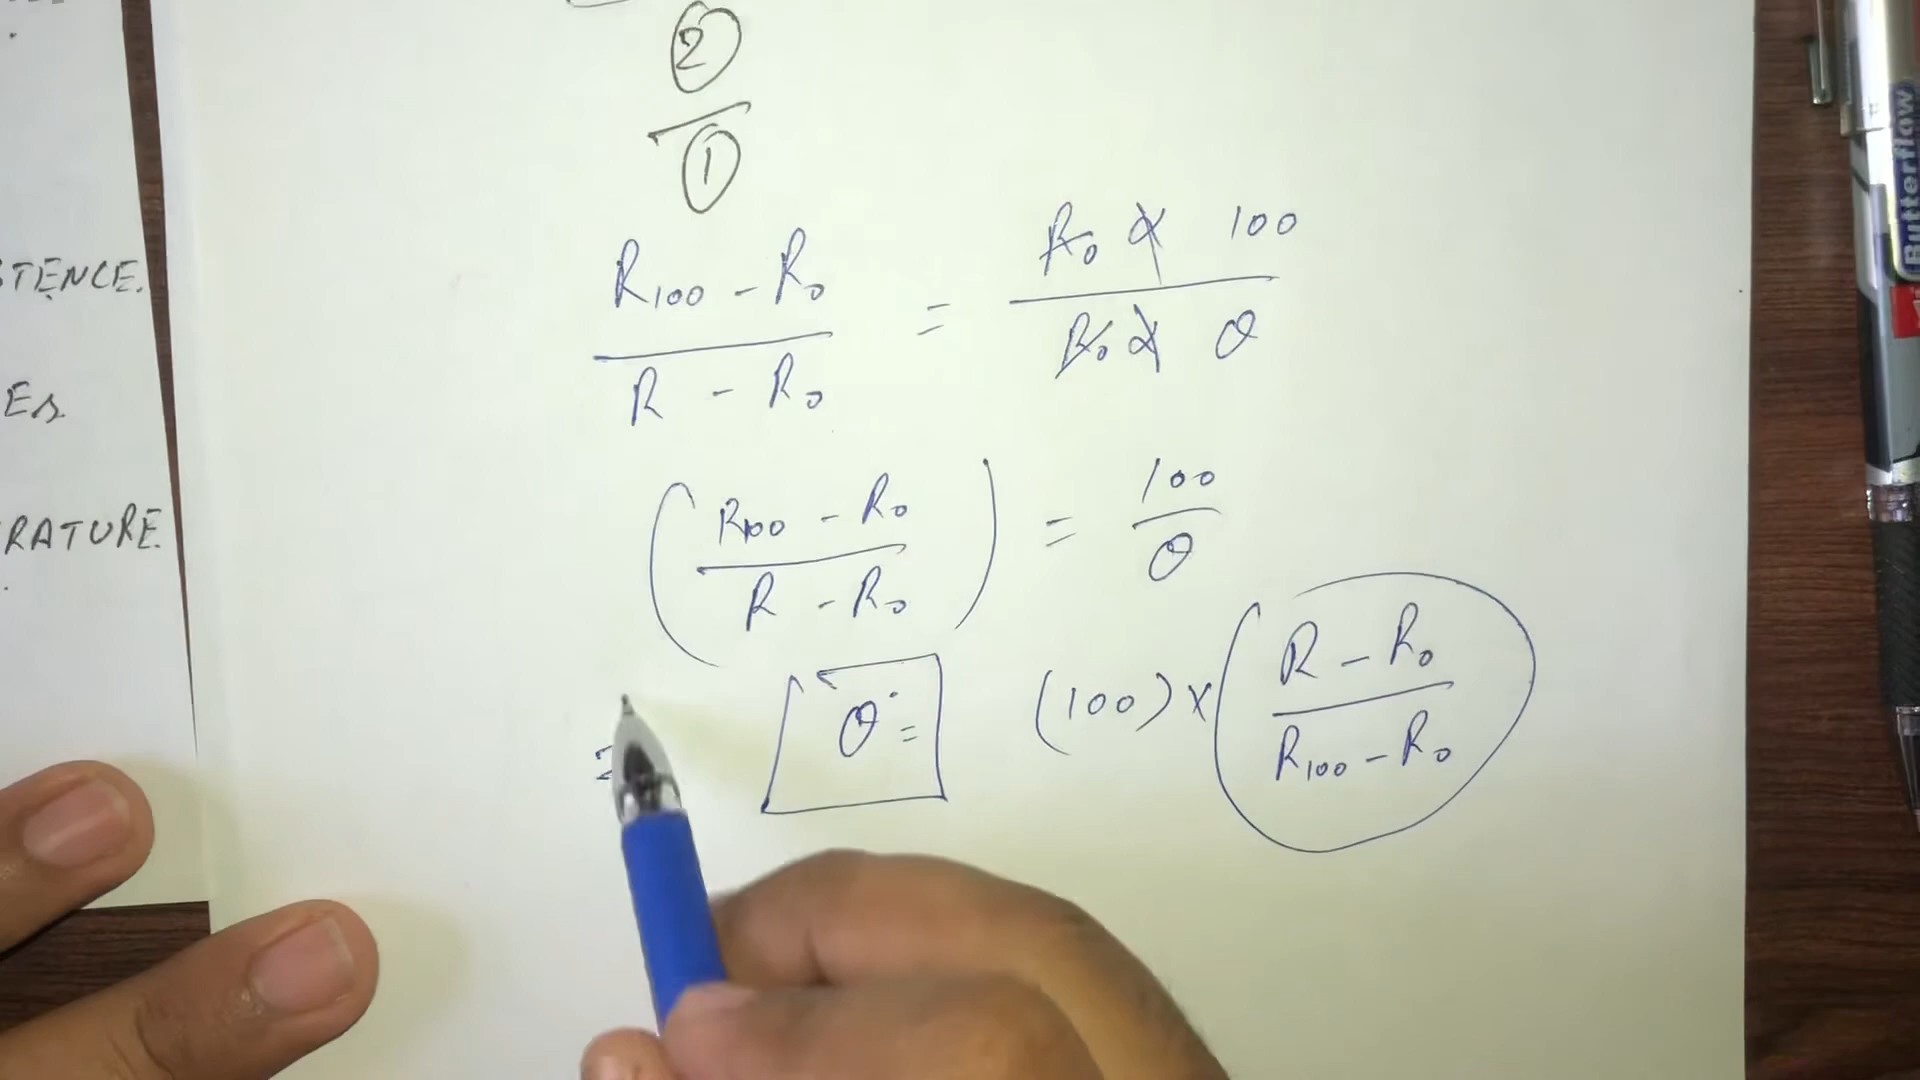 ②
①
R₁₀₀ - R₀ / R - R₀ = R₀ α 100 / R₀ α θ
(R₁₀₀ - R₀ / R - R₀) = 100 / θ
θ = (100) × (R - R₀ / R₁₀₀ - R₀)
STENCE.
RATURE
Butterflow